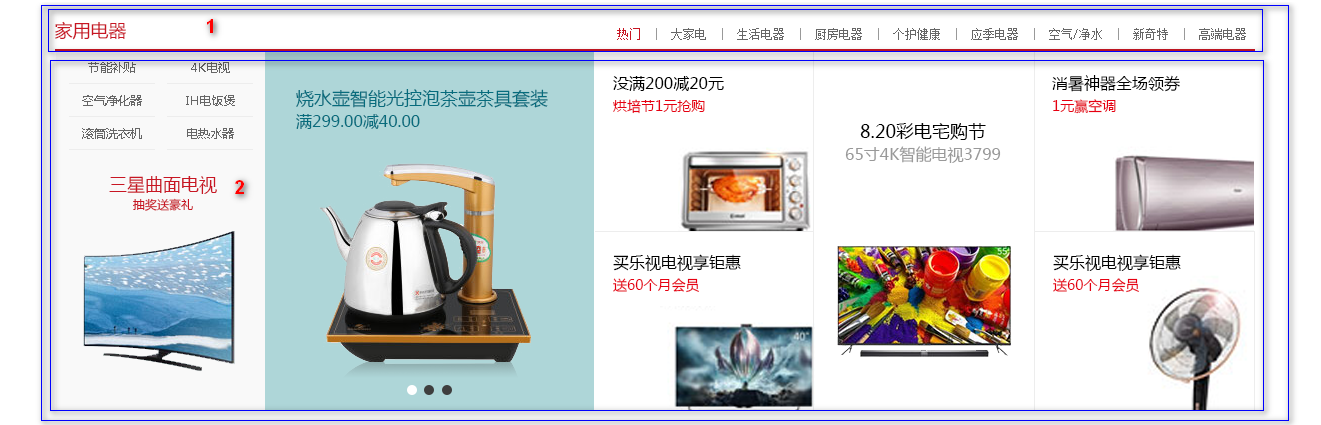 家用电器
1
热门 | 大家电 | 生活电器 | 厨房电器 | 个护健康 | 应季电器 | 空气/净水 | 新奇特 | 高端电器
节能补贴 4K电视
空气净化器 IH电饭煲
滚筒洗衣机 电热水器
三星曲面电视
2
抽奖送豪礼
烧水壶智能光控泡茶壶茶具套装
满299.00减40.00
没满200减20元
烘培节1元抢购
买乐视电视享钜惠
送60个月会员
40"
8.20彩电宅购节
65寸4K智能电视3799
55"
消暑神器全场领券
1元赢空调
买乐视电视享钜惠
送60个月会员